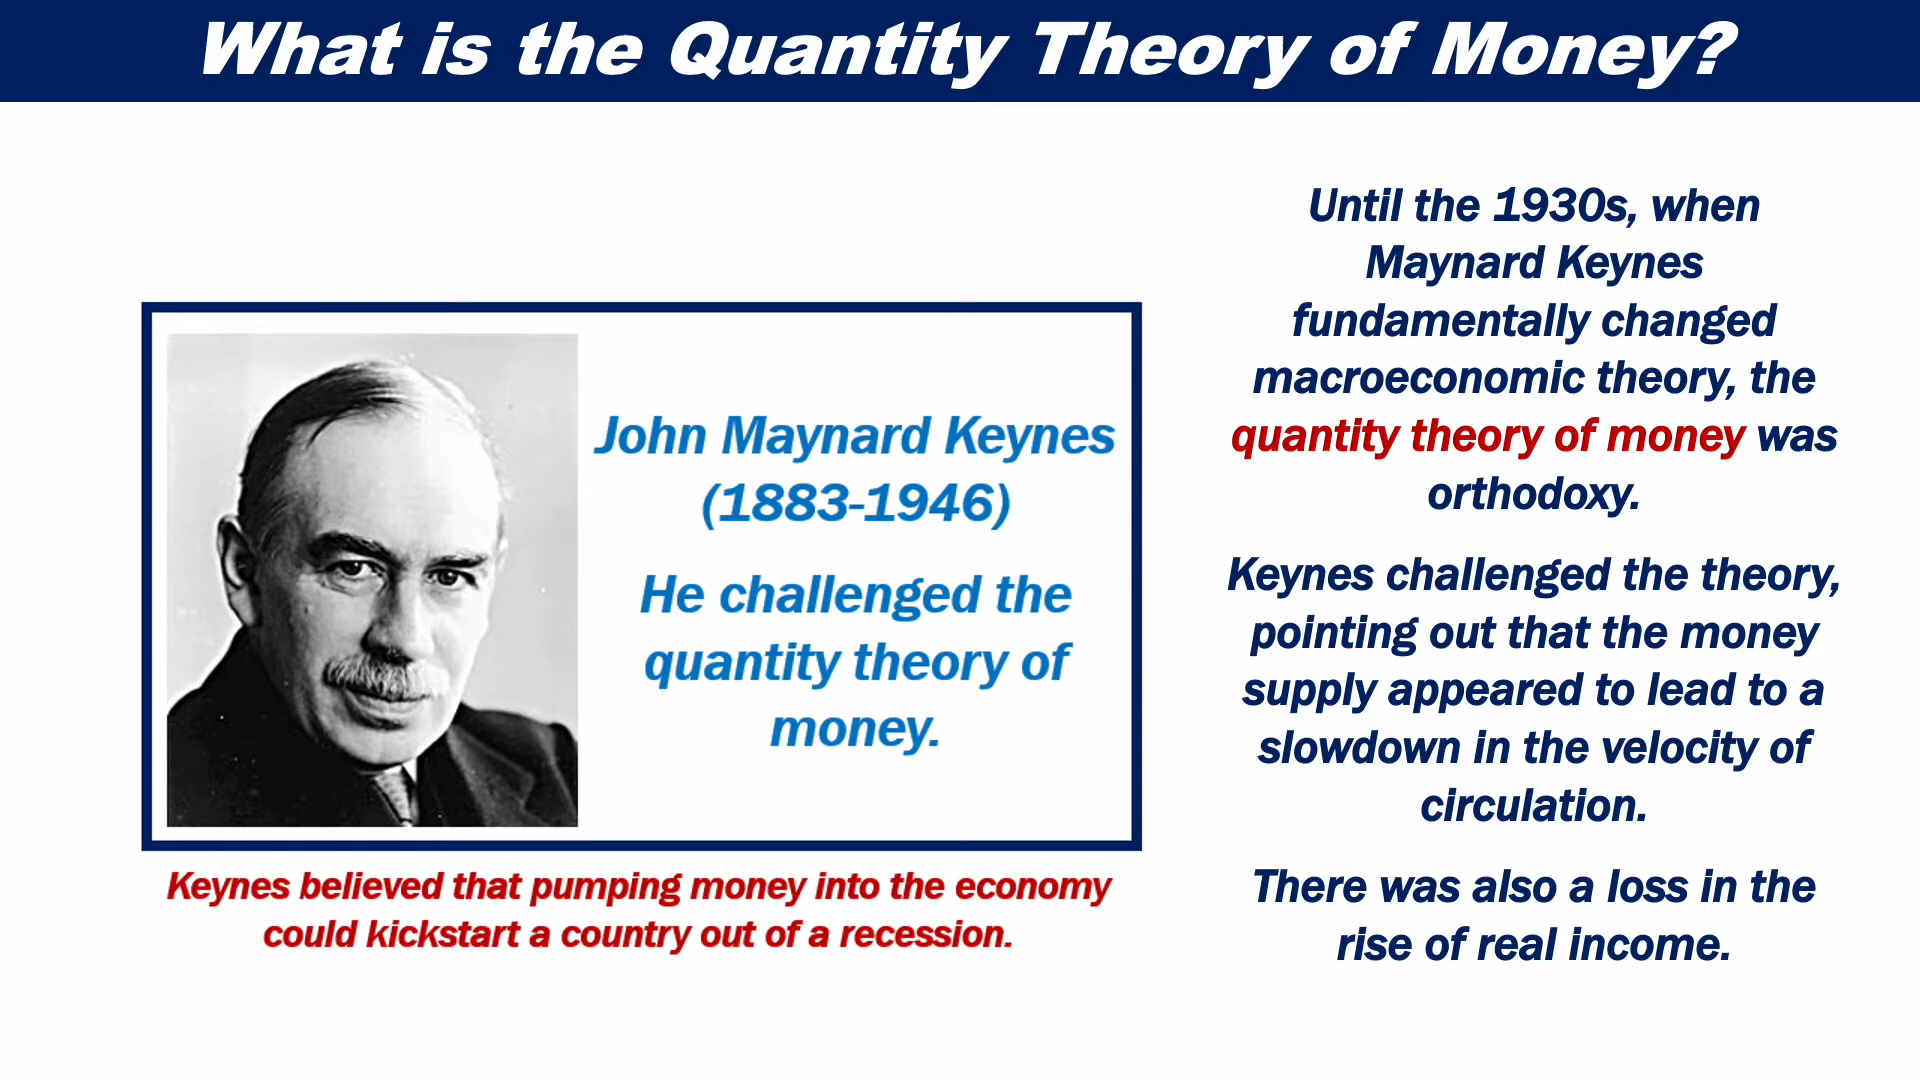 What is the Quantity Theory of Money?
John Maynard Keynes
(1883-1946)
He challenged the
quantity theory of
money.
Keynes believed that pumping money into the economy
could kickstart a country out of a recession.
Until the 1930s, when
Maynard Keynes
fundamentally changed
macroeconomic theory, the
quantity theory of money was
orthodoxy.
Keynes challenged the theory,
pointing out that the money
supply appeared to lead to a
slowdown in the velocity of
circulation.
There was also a loss in the
rise of real income.